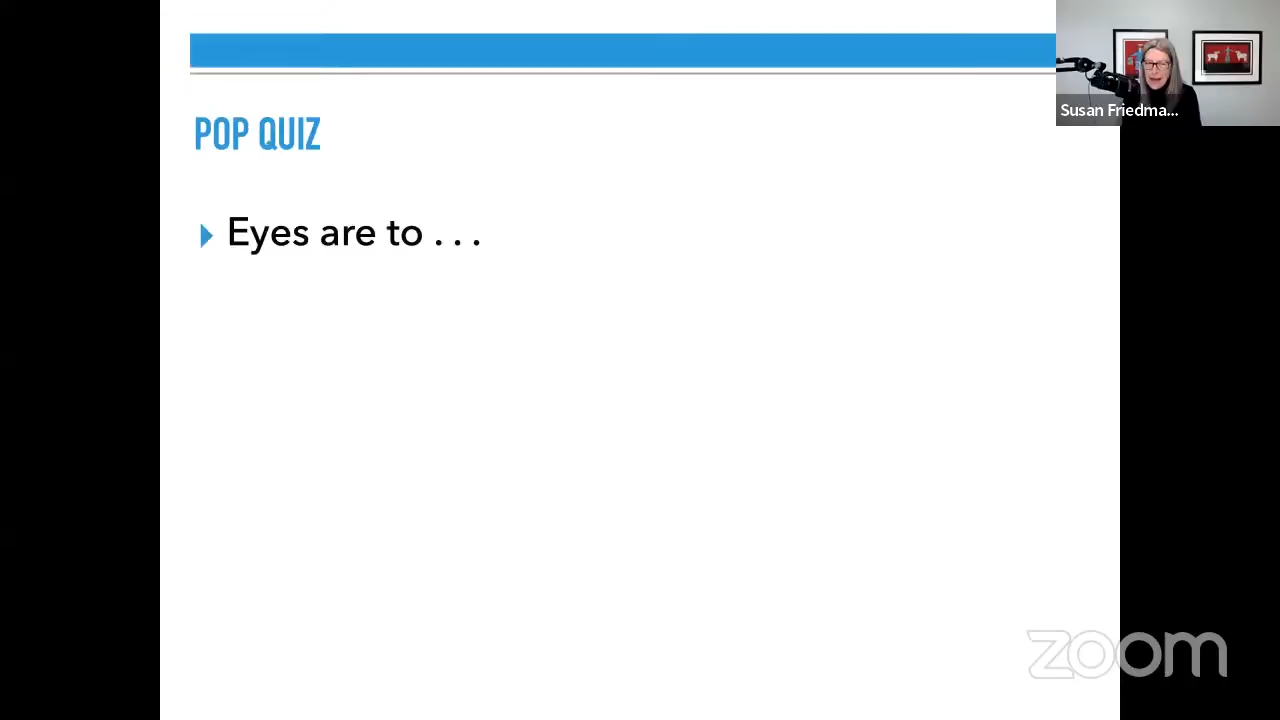 POP QUIZ
Eyes are to . . .
Susan Friedma...
zoom